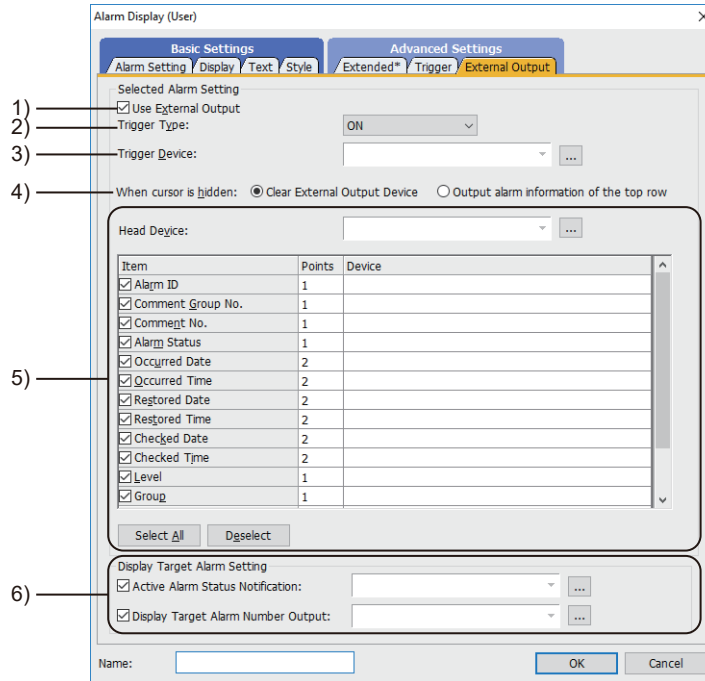 Alarm Display (User)
Basic Settings Advanced Settings
Alarm Setting Display Text Style Extended* Trigger External Output
Selected Alarm Setting
1) Use External Output
2) Trigger Type: ON
3) Trigger Device: ...
4) When cursor is hidden: Clear External Output Device Output alarm information of the top row
Head Device: ...
Item Points Device
Alarm ID 1
Comment Group No. 1
Comment No. 1
Alarm Status 1
Occurred Date 2
5) Occurred Time 2
Restored Date 2
Restored Time 2
Checked Date 2
Checked Time 2
Level 1
Group 1
Select All Deselect
Display Target Alarm Setting
6) Active Alarm Status Notification: ...
Display Target Alarm Number Output: ...
Name: OK Cancel